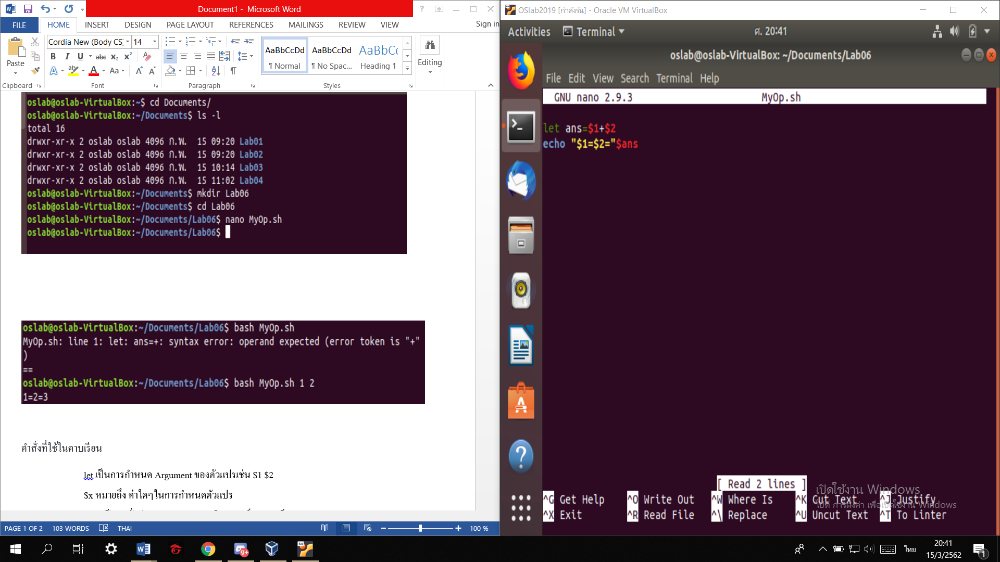 Document1 - Microsoft Word
FILE HOME INSERT DESIGN PAGE LAYOUT REFERENCES MAILINGS REVIEW VIEW Sign in
Paste
Cordia New (Body CS) 14
B I U abc x₂ x²
A ab A Aa A A
AaBbCcDd AaBbCcDd AaBbCc
¶ Normal ¶ No Spac... Heading 1
Editing
Clipboard Font Paragraph Styles
oslab@oslab-VirtualBox:~$ cd Documents/
oslab@oslab-VirtualBox:~/Documents$ ls -l
total 16
drwxr-xr-x 2 oslab oslab 4096 ก.พ. 15 09:20 Lab01
drwxr-xr-x 2 oslab oslab 4096 ก.พ. 15 09:20 Lab02
drwxr-xr-x 2 oslab oslab 4096 ก.พ. 15 10:14 Lab03
drwxr-xr-x 2 oslab oslab 4096 ก.พ. 15 11:02 Lab04
oslab@oslab-VirtualBox:~/Documents$ mkdir Lab06
oslab@oslab-VirtualBox:~/Documents$ cd Lab06
oslab@oslab-VirtualBox:~/Documents/Lab06$ nano MyOp.sh
oslab@oslab-VirtualBox:~/Documents/Lab06$
oslab@oslab-VirtualBox:~/Documents/Lab06$ bash MyOp.sh
MyOp.sh: line 1: let: ans=+: syntax error: operand expected (error token is "+"
)
==
oslab@oslab-VirtualBox:~/Documents/Lab06$ bash MyOp.sh 1 2
1=2=3
คำสั่งที่ใช้ในคาบเรียน
let เป็นการกำหนด Argument ของตัวแปรเช่น $1 $2
$x หมายถึง ค่าใดๆในการกำหนดตัวแปร
PAGE 1 OF 2 103 WORDS THAI 100 %
OSlab2019 [กำลังรัน] - Oracle VM VirtualBox
Activities Terminal ศ. 20:41
oslab@oslab-VirtualBox: ~/Documents/Lab06
File Edit View Search Terminal Help
GNU nano 2.9.3 MyOp.sh
let ans=$1+$2
echo "$1=$2="$ans
[ Read 2 lines ]
เปิดใช้งาน Windows
ไปที่ การตั้งค่า เพื่อเปิดใช้งาน Windows
^G Get Help ^O Write Out ^W Where Is ^K Cut Text ^J Justify
^X Exit ^R Read File ^\ Replace ^U Uncut Text ^T To Linter
9+
64
ไทย
20:41
15/3/2562
1